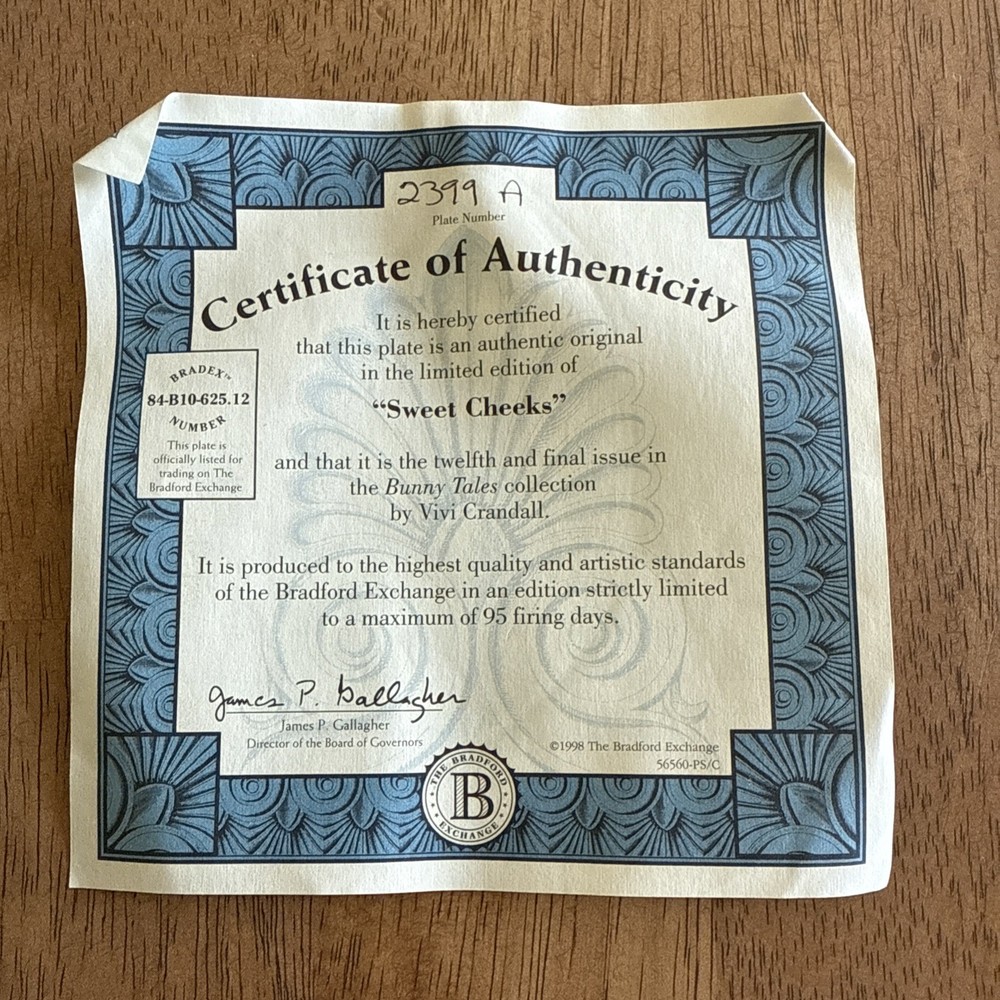 2399 A
Plate Number
Certificate of Authenticity
It is hereby certified
that this plate is an authentic original
in the limited edition of
“Sweet Cheeks”
BRADEX™
84-B10-625.12
NUMBER
This plate is
officially listed for
trading on The
Bradford Exchange
and that it is the twelfth and final issue in
the Bunny Tales collection
by Vivi Crandall.
It is produced to the highest quality and artistic standards
of the Bradford Exchange in an edition strictly limited
to a maximum of 95 firing days.
James P. Gallagher
James P. Gallagher
Director of the Board of Governors
©1998 The Bradford Exchange
56560-PS/C
THE BRADFORD
B
EXCHANGE